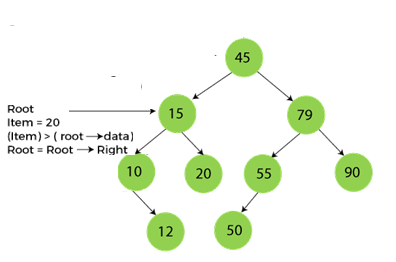 45
Root
15
79
Item = 20
(Item) > ( root →data)
Root = Root → Right
10
20
55
90
12
50